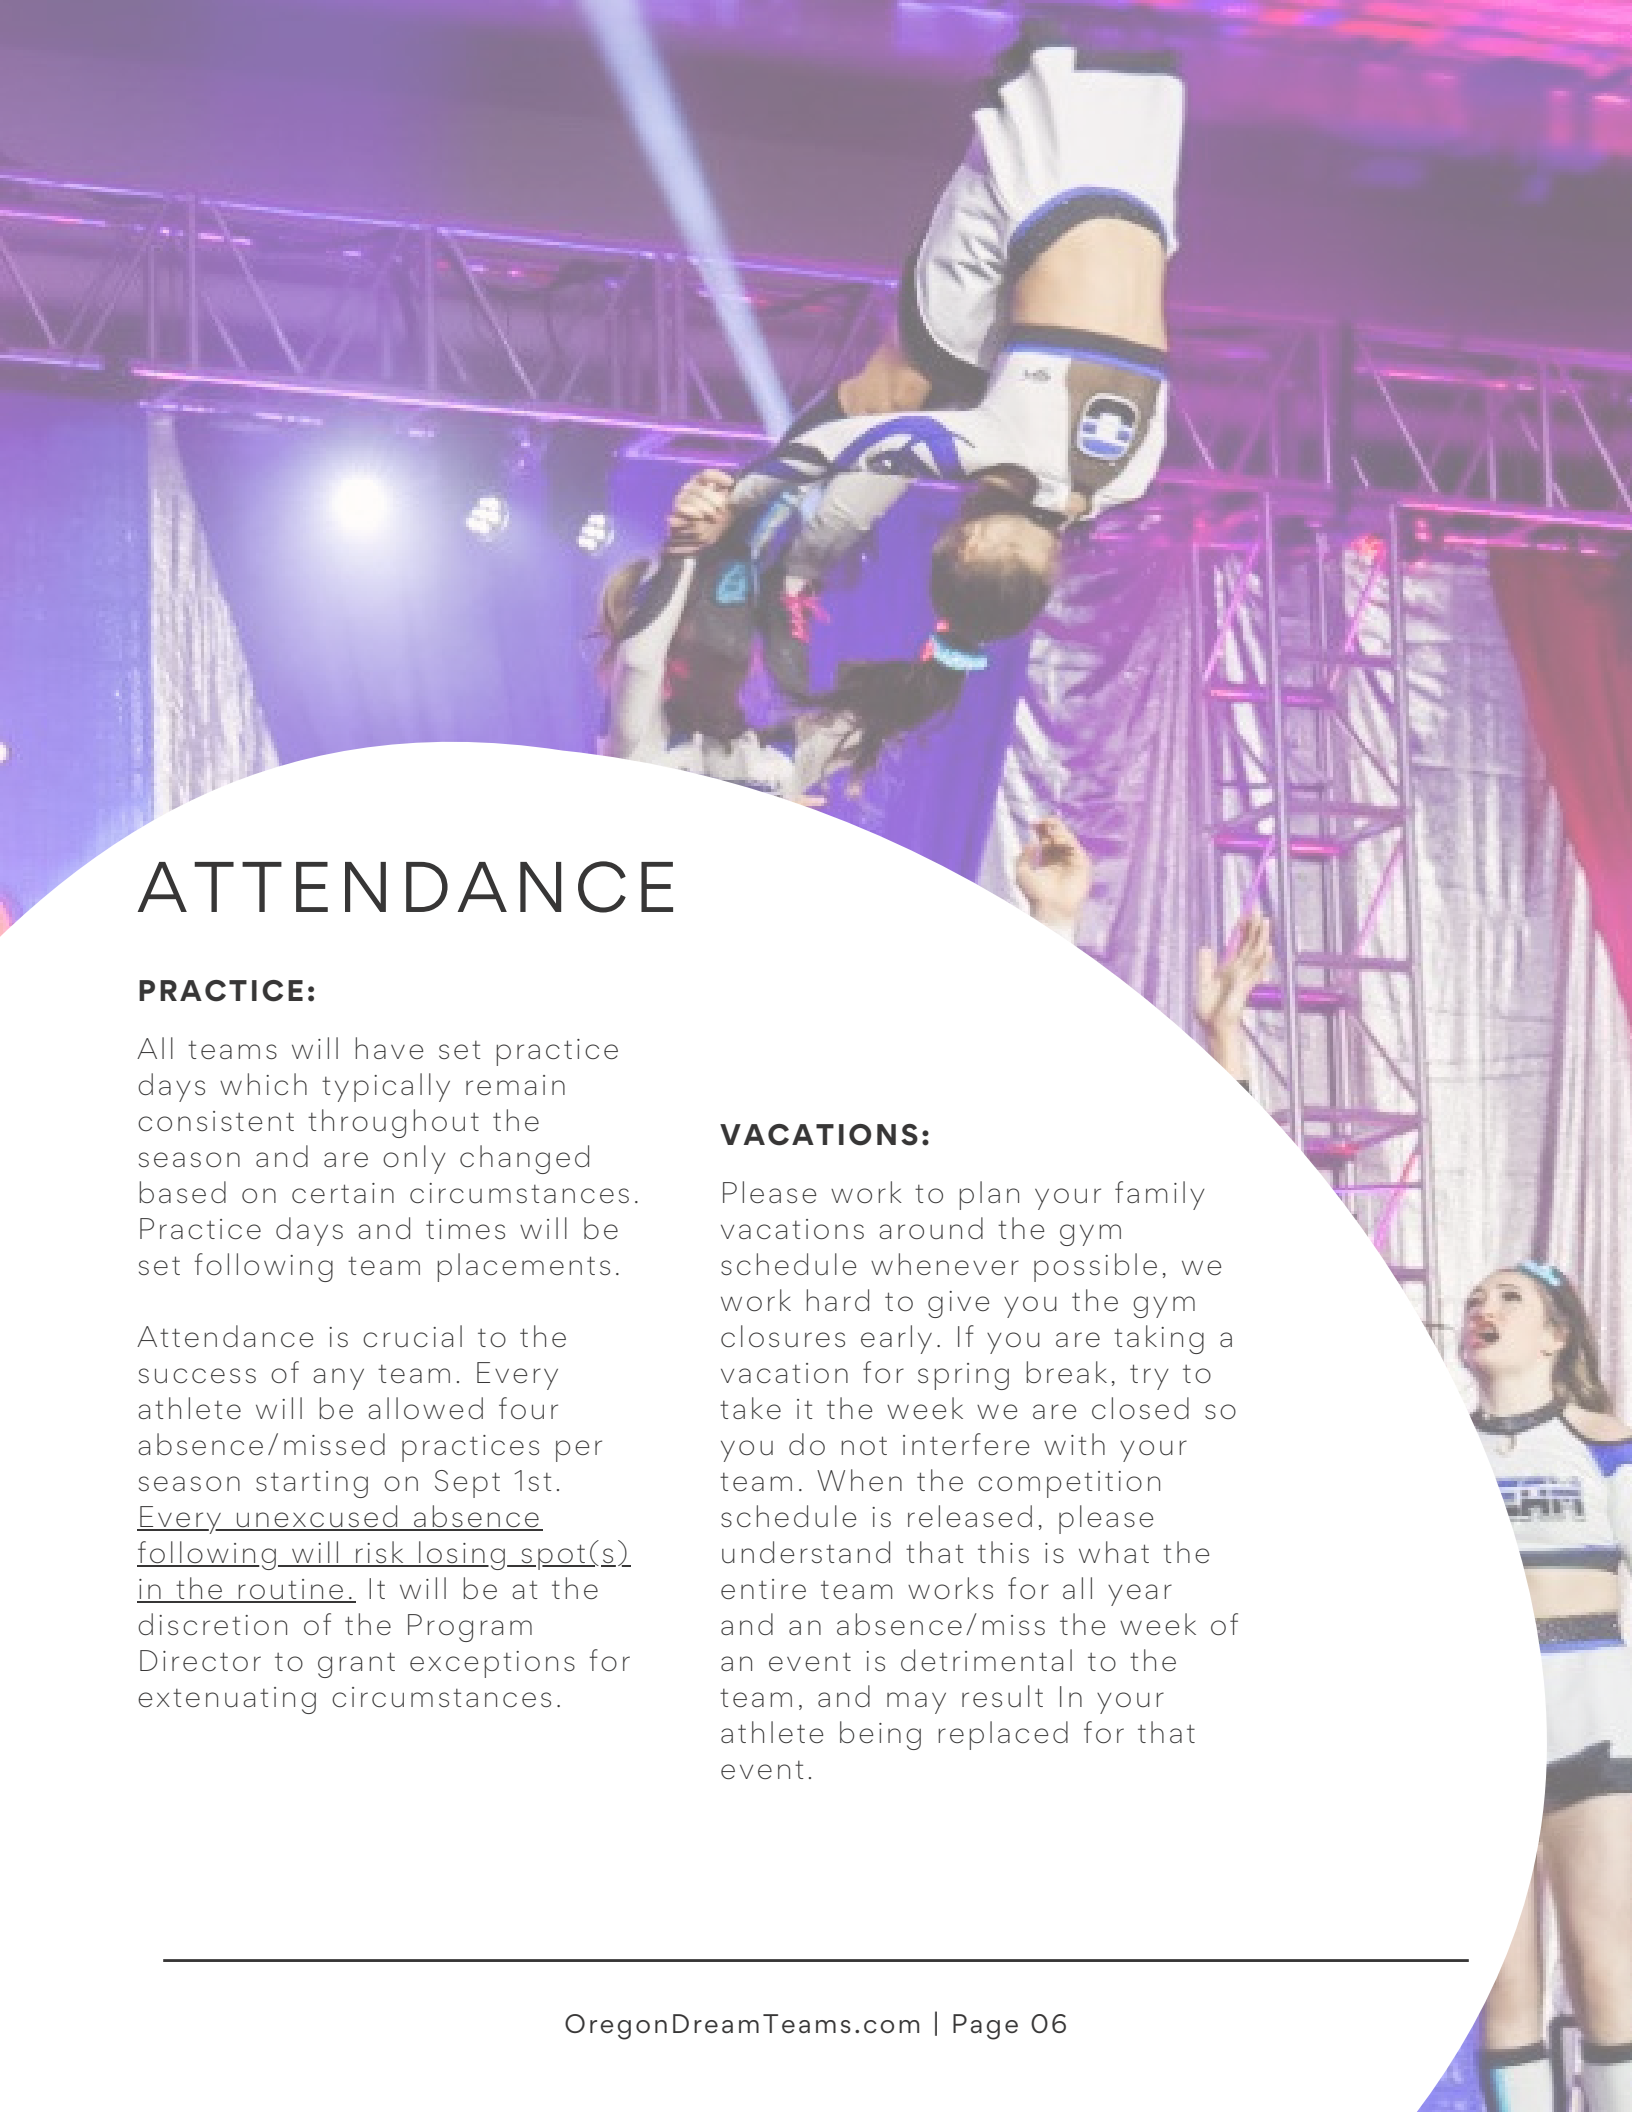 ATTENDANCE
PRACTICE:
All teams will have set practice
days which typically remain
consistent throughout the
season and are only changed
based on certain circumstances.
Practice days and times will be
set following team placements.
Attendance is crucial to the
success of any team. Every
athlete will be allowed four
absence/missed practices per
season starting on Sept 1st.
Every unexcused absence
following will risk losing spot(s)
in the routine. It will be at the
discretion of the Program
Director to grant exceptions for
extenuating circumstances.
VACATIONS:
Please work to plan your family
vacations around the gym
schedule whenever possible, we
work hard to give you the gym
closures early. If you are taking a
vacation for spring break, try to
take it the week we are closed so
you do not interfere with your
team. When the competition
schedule is released, please
understand that this is what the
entire team works for all year
and an absence/miss the week of
an event is detrimental to the
team, and may result In your
athlete being replaced for that
event.
OregonDreamTeams.com | Page 06